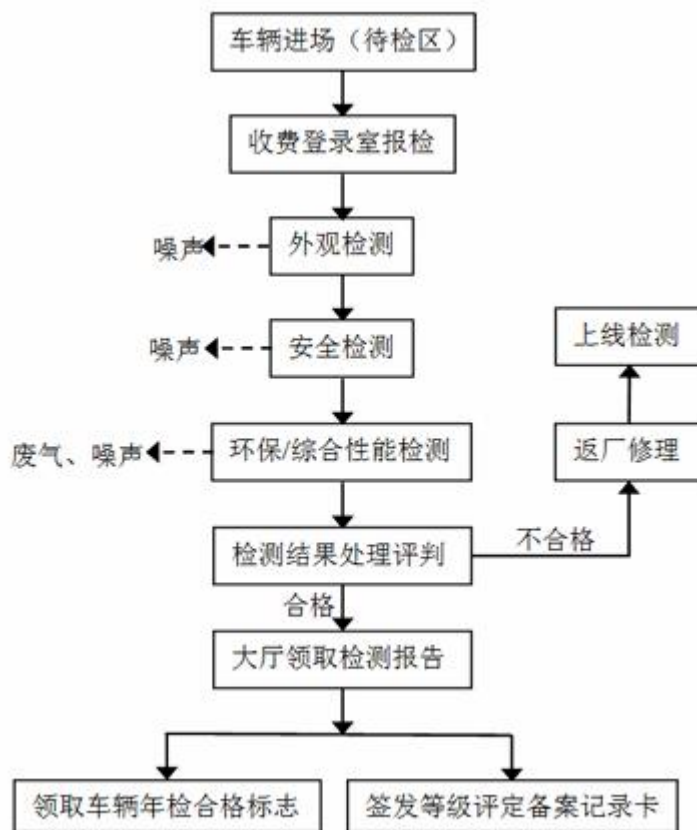 车辆进场（待检区）
收费登录室报检
噪声
外观检测
噪声
安全检测
上线检测
废气、噪声
环保/综合性能检测
返厂修理
检测结果处理评判
不合格
合格
大厅领取检测报告
领取车辆年检合格标志
签发等级评定备案记录卡